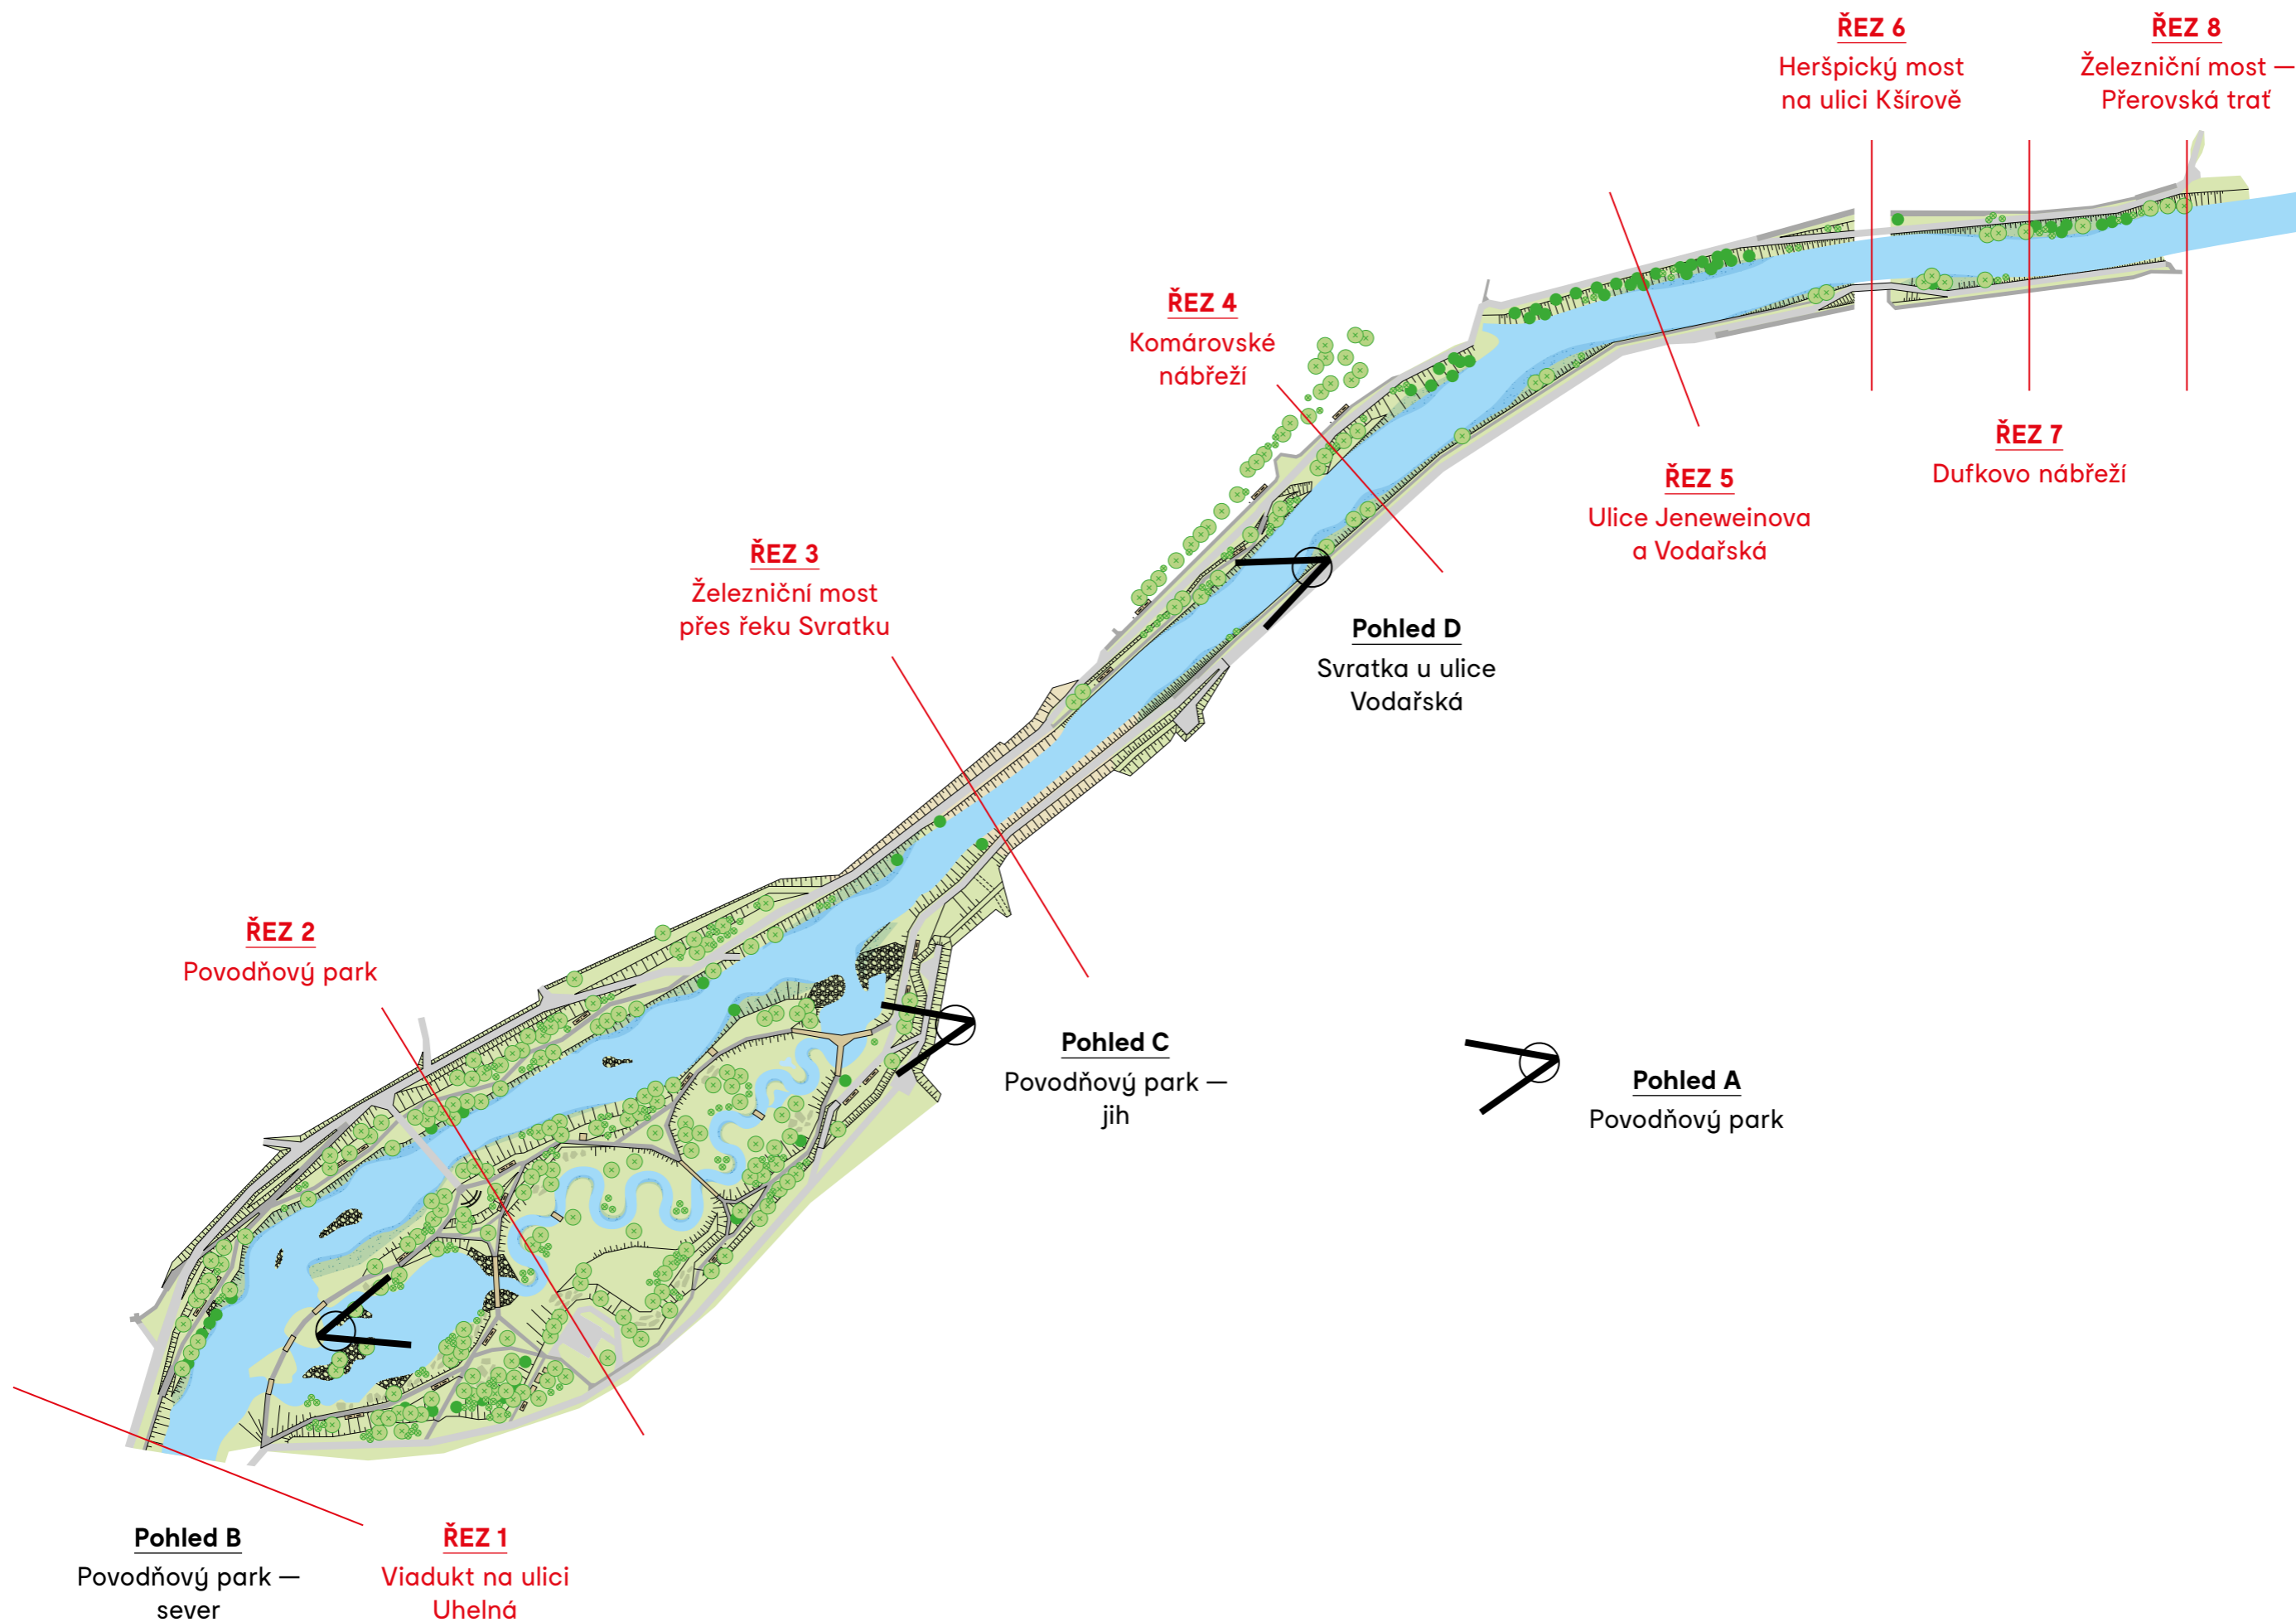 ŘEZ 6
Heršpický most
na ulici Kšírově
ŘEZ 8
Železniční most —
Přerovská trať
ŘEZ 4
Komárovské
nábřeží
ŘEZ 7
Dufkovo nábřeží
ŘEZ 5
Ulice Jeneweinova
a Vodařská
ŘEZ 3
Železniční most
přes řeku Svratku
Pohled D
Svratka u ulice
Vodařská
ŘEZ 2
Povodňový park
Pohled C
Povodňový park —
jih
Pohled A
Povodňový park
Pohled B
Povodňový park —
sever
ŘEZ 1
Viadukt na ulici
Uhelná